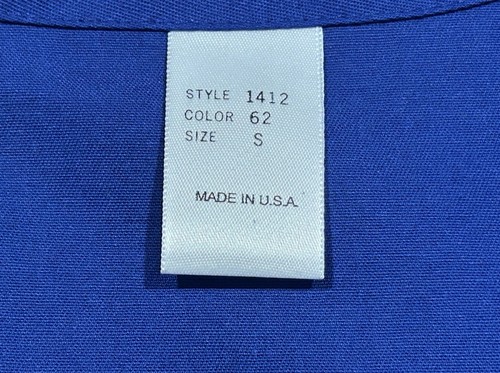 STYLE 1412
COLOR 62
SIZE S
MADE IN U.S.A.